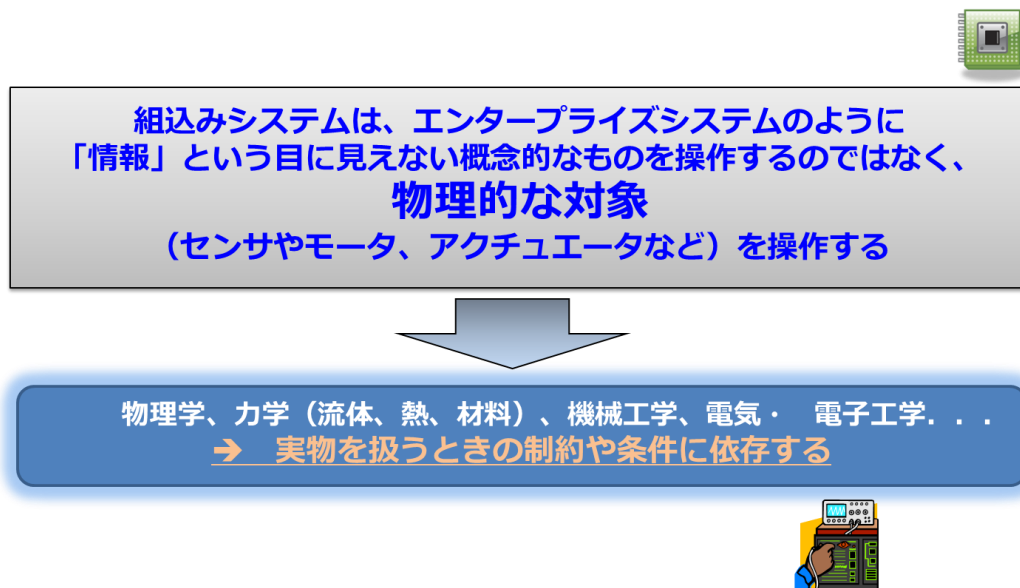 組込みシステムは、エンタープライズシステムのように
「情報」という目に見えない概念的なものを操作するのではなく、
物理的な対象
（センサやモータ、アクチュエータなど）を操作する
物理学、力学（流体、熱、材料）、機械工学、電気・　電子工学．．．
➔　実物を扱うときの制約や条件に依存する